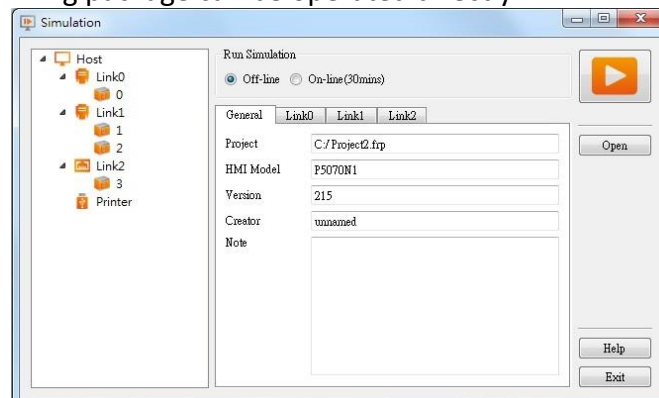 Simulation
Host
Link0
0
Link1
1
2
Link2
3
Printer
Run Simulation
Off-line On-line(30mins)
General Link0 Link1 Link2
Project C:/Project2.frp
HMI Model P5070N1
Version 215
Creator unnamed
Note
Open
Help
Exit